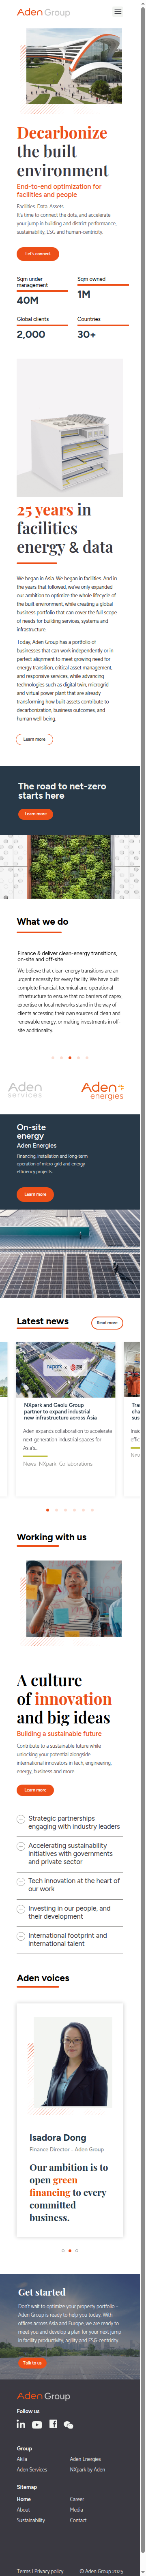 Aden Group
Decarbonize
the built
environment
End-to-end optimization for
facilities and people
Facilities. Data. Assets.
It's time to connect the dots, and accelerate
your jump in building and district performance,
sustainability, ESG and human-centricity.
Let's connect
Sqm under
management
40M
Sqm owned
1M
Global clients
2,000
Countries
30+
25 years in
facilities
energy & data
We began in Asia. We began in facilities. And in
the years that followed, we've only expanded
our ambition to optimize the whole lifecycle of
the built environment, while creating a global
business portfolio that can cover the full scope
of needs for building services, systems and
infrastructure.
Today, Aden Group has a portfolio of
businesses that can work independently or in
perfect alignment to meet growing need for
energy transition, critical asset management,
and responsive services, while advancing
technologies such as digital twin, microgrid
and virtual power plant that are already
transforming how built assets contribute to
decarbonization, business outcomes, and
human well-being.
Learn more
The road to net-zero
starts here
Learn more
What we do
Finance & deliver clean-energy transitions,
on-site and off-site
We believe that clean-energy transitions are an
urgent necessity for every facility. Whole teams
built to complete financial, technical and operational
infrastructure to ensure that no barriers of capex,
expertise or local networks stand in the way of
clients accessing their own onsite sources of clean and
renewable energy, or making investments in off-
site additionality.
Aden
services
Aden
energies
On-site
energy
Aden Energies
Financing, installation and long-term
operation of micro-grid and energy
efficiency projects.
Learn more
Latest news
Read more
NXpark and Gaolu Group
partner to expand industrial
new infrastructure across Asia
Aden expands collaboration to accelerate
next-generation industrial spaces for
Asia's...
News NXpark Collaborations
Working with us
A culture
of innovation
and big ideas
Building a sustainable future
Contribute to a sustainable future while
unlocking your potential alongside
international innovators in tech, engineering,
energy, business and more.
Learn more
Strategic partnerships
engaging with industry leaders
Accelerating sustainability
initiatives with governments
and private sector
Tech innovation at the heart of
our work
Investing in our people, and
their development
International footprint and
international talent
Aden voices
Isadora Dong
Finance Director – Aden Group
Our ambition is to
open green
financing to every
committed
business.
Get started
Don't wait to optimize your property portfolio -
Aden Group is ready to help you today. With
offices across Asia and Europe, we are ready to
meet you and develop a plan for your next jump
in facility productivity, agility and ESG-centricity.
Talk to us
Aden Group
Follow us
Group
Akila
Aden Energies
Aden Services
NXpark by Aden
Sitemap
Home
Career
About
Media
Sustainability
Contact
Terms | Privacy policy
© Aden Group 2025